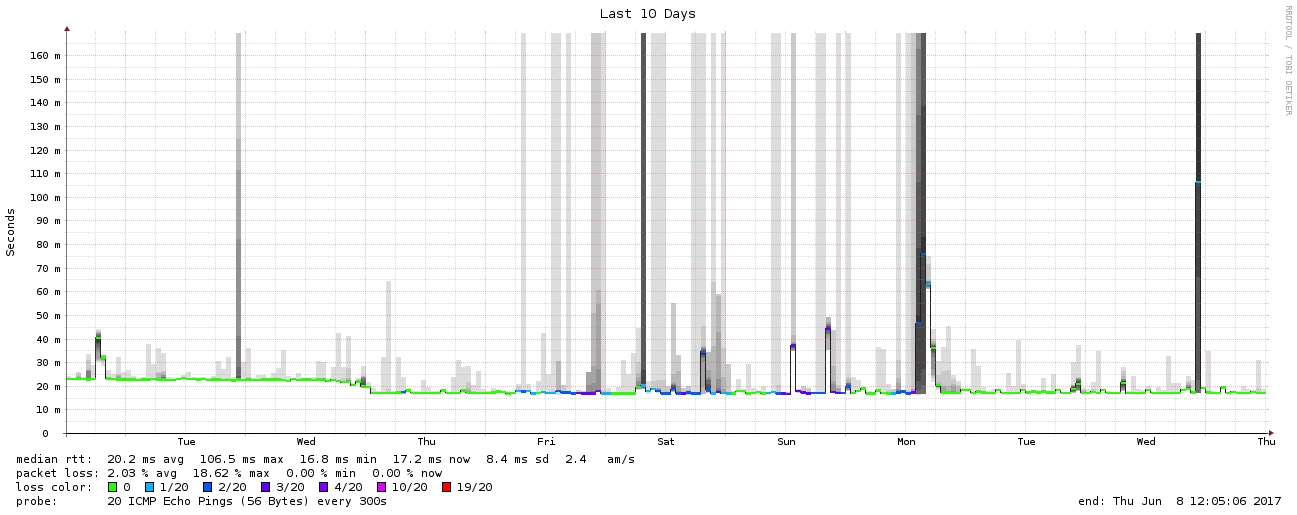 Last 10 Days
RRDTOOL / TOBI OETIKER
Seconds
160 m
150 m
140 m
130 m
120 m
110 m
100 m
90 m
80 m
70 m
60 m
50 m
40 m
30 m
20 m
10 m
0
Tue Wed Thu Fri Sat Sun Mon Tue Wed Thu
median rtt: 20.2 ms avg 106.5 ms max 16.8 ms min 17.2 ms now 8.4 ms sd 2.4 am/s
packet loss: 2.03 % avg 18.62 % max 0.00 % min 0.00 % now
loss color: 0 1/20 2/20 3/20 4/20 10/20 19/20
probe: 20 ICMP Echo Pings (56 Bytes) every 300s end: Thu Jun 8 12:05:06 2017